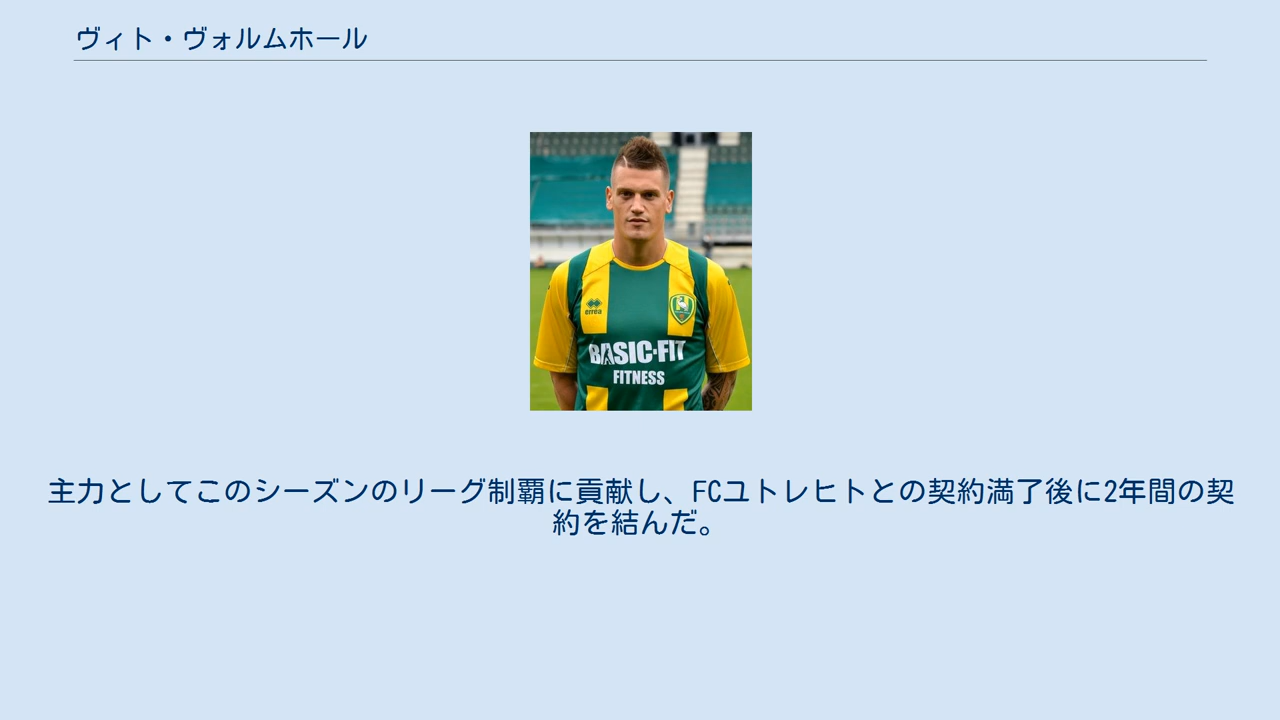 ヴィト・ヴォルムホール
errea
BASIC-FIT
FITNESS
主力としてこのシーズンのリーグ制覇に貢献し、FCユトレヒトとの契約満了後に2年間の契
約を結んだ。